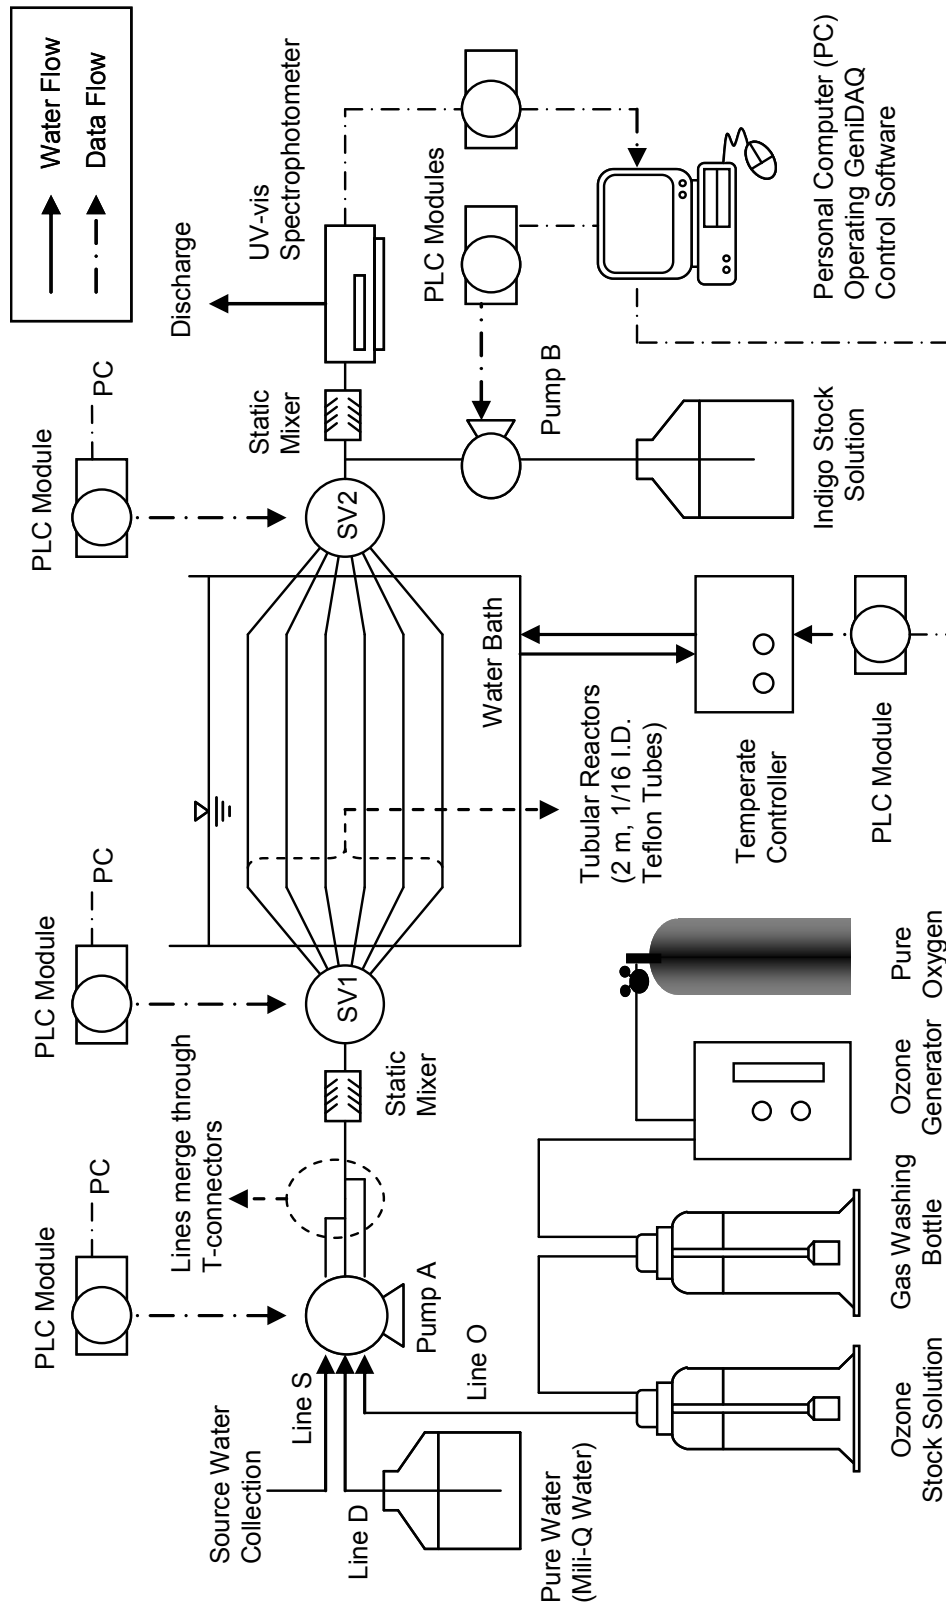 Water Flow
Data Flow
PLC Module
PC
PLC Module
PC
PLC Module
PC
Lines merge through
T-connectors
Source Water
Collection
Line S
Line D
Line O
Pump A
Static
Mixer
SV1
SV2
Static
Mixer
Discharge
UV-vis
Spectrophotometer
PLC Modules
Pump B
Water Bath
Tubular Reactors
(2 m, 1/16 I.D.
Teflon Tubes)
Pure Water
(Mili-Q Water)
Temperate
Controller
PLC Module
Indigo Stock
Solution
Personal Computer (PC)
Operating GeniDAQ
Control Software
Ozone
Stock Solution
Gas Washing
Bottle
Ozone
Generator
Pure
Oxygen